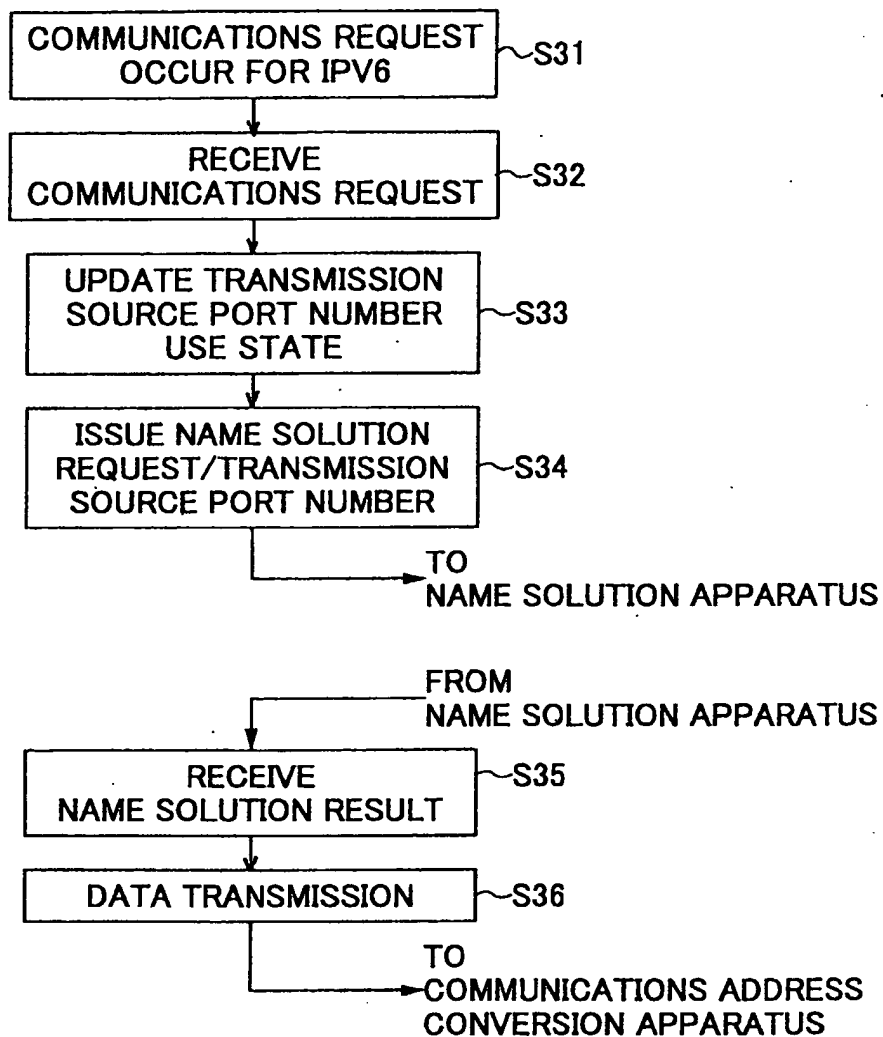 COMMUNICATIONS REQUEST
OCCUR FOR IPV6
S31
RECEIVE
COMMUNICATIONS REQUEST
S32
UPDATE TRANSMISSION
SOURCE PORT NUMBER
USE STATE
S33
ISSUE NAME SOLUTION
REQUEST/TRANSMISSION
SOURCE PORT NUMBER
S34
TO
NAME SOLUTION APPARATUS
FROM
NAME SOLUTION APPARATUS
RECEIVE
NAME SOLUTION RESULT
S35
DATA TRANSMISSION
S36
TO
COMMUNICATIONS ADDRESS
CONVERSION APPARATUS